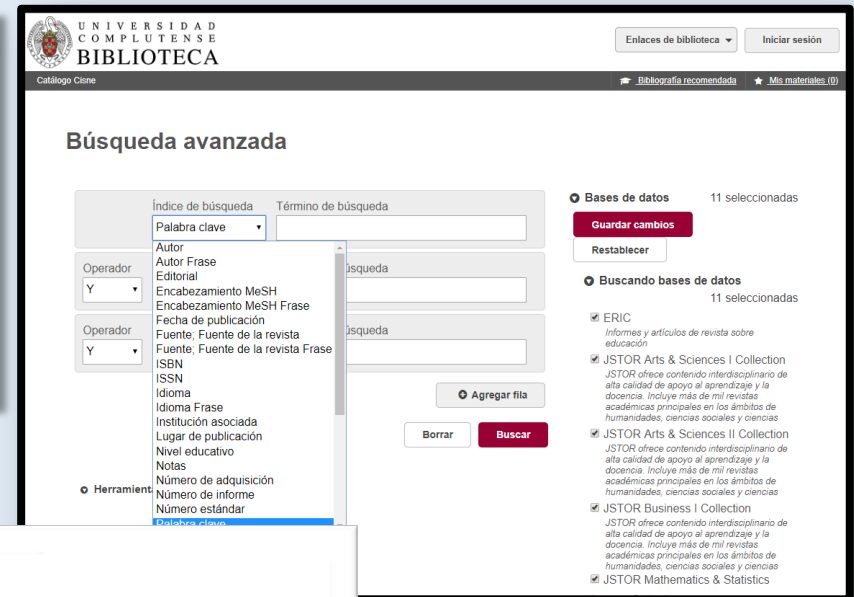 UNIVERSIDAD
COMPLUTENSE
BIBLIOTECA
Enlaces de biblioteca
Iniciar sesión
Catálogo Cisne
Bibliografía recomendada
Mis materiales (0)
Búsqueda avanzada
Índice de búsqueda
Término de búsqueda
Palabra clave
Autor
Autor Frase
Editorial
Encabezamiento MeSH
Encabezamiento MeSH Frase
Fecha de publicación
Fuente; Fuente de la revista
Fuente; Fuente de la revista Frase
ISBN
ISSN
Idioma
Idioma Frase
Institución asociada
Lugar de publicación
Nivel educativo
Notas
Número de adquisición
Número de informe
Número estándar
Palabra clave
Operador
Y
úsqueda
Operador
Y
úsqueda
Agregar fila
Borrar
Buscar
Herramient
Bases de datos
11 seleccionadas
Guardar cambios
Restablecer
Buscando bases de datos
11 seleccionadas
ERIC
Informes y artículos de revista sobre
educación
JSTOR Arts & Sciences I Collection
JSTOR ofrece contenido interdisciplinario de
alta calidad de apoyo al aprendizaje y la
docencia. Incluye más de mil revistas
académicas principales en los ámbitos de
humanidades, ciencias sociales y ciencias
JSTOR Arts & Sciences II Collection
JSTOR ofrece contenido interdisciplinario de
alta calidad de apoyo al aprendizaje y la
docencia. Incluye más de mil revistas
académicas principales en los ámbitos de
humanidades, ciencias sociales y ciencias
JSTOR Business I Collection
JSTOR ofrece contenido interdisciplinario de
alta calidad de apoyo al aprendizaje y la
docencia. Incluye más de mil revistas
académicas principales en los ámbitos de
humanidades, ciencias sociales y ciencias
JSTOR Mathematics & Statistics